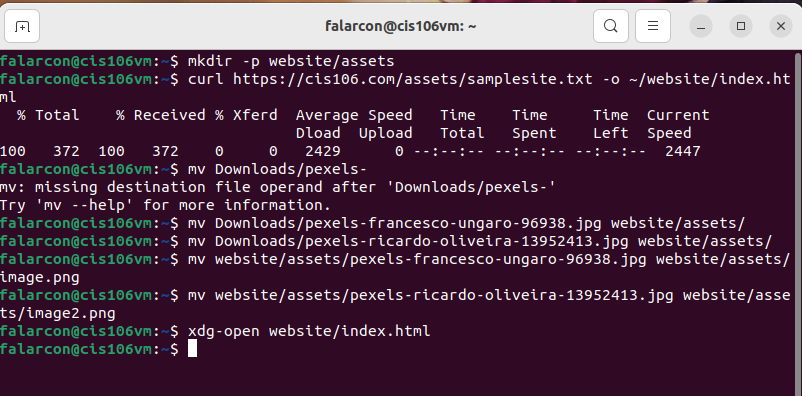 falarcon@cis106vm: ~
falarcon@cis106vm:~$ mkdir -p website/assets
falarcon@cis106vm:~$ curl https://cis106.com/assets/samplesite.txt -o ~/website/index.ht
ml
  % Total    % Received % Xferd  Average Speed   Time    Time     Time  Current
                                 Dload  Upload   Total   Spent    Left  Speed
100   372  100   372    0     0   2429      0 --:--:-- --:--:-- --:--:--  2447
falarcon@cis106vm:~$ mv Downloads/pexels-
mv: missing destination file operand after 'Downloads/pexels-'
Try 'mv --help' for more information.
falarcon@cis106vm:~$ mv Downloads/pexels-francesco-ungaro-96938.jpg website/assets/
falarcon@cis106vm:~$ mv Downloads/pexels-ricardo-oliveira-13952413.jpg website/assets/
falarcon@cis106vm:~$ mv website/assets/pexels-francesco-ungaro-96938.jpg website/assets/
image.png
falarcon@cis106vm:~$ mv website/assets/pexels-ricardo-oliveira-13952413.jpg website/asse
ts/image2.png
falarcon@cis106vm:~$ xdg-open website/index.html
falarcon@cis106vm:~$